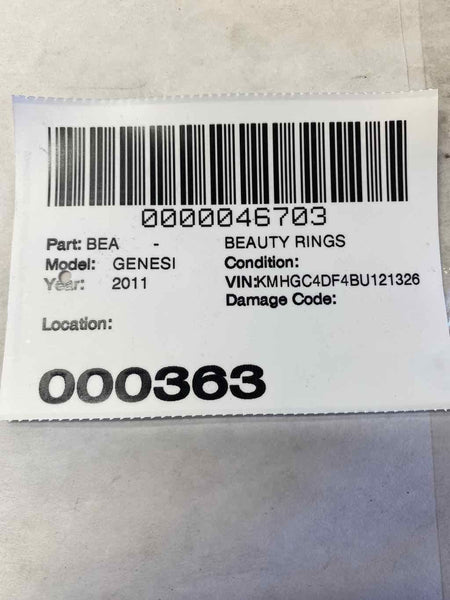 0000046703
Part: BEA - BEAUTY RINGS
Model: GENESI Condition:
Year: 2011 VIN:KMHGC4DF4BU121326
Damage Code:
Location:
000363